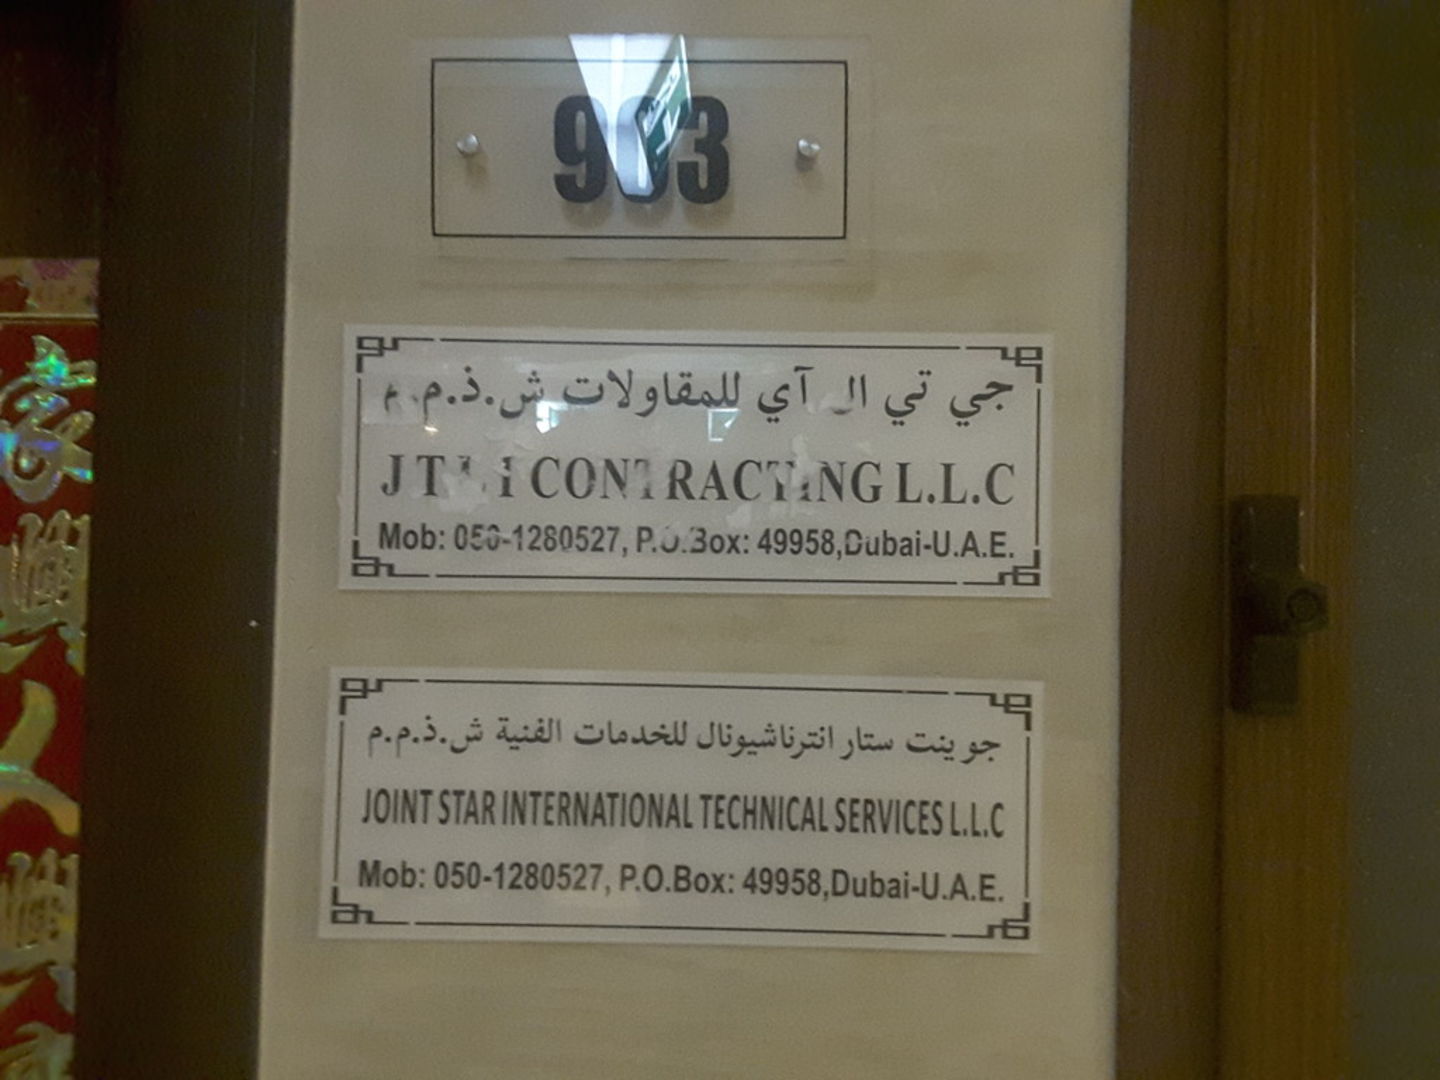 903
جي تي ال آي للمقاولات ش.ذ.م.م
J T L I CONTRACTING L.L.C
Mob: 050-1280527, P.O.Box: 49958,Dubai-U.A.E.
جوينت ستار انترناشيونال للخدمات الفنية ش.ذ.م.م
JOINT STAR INTERNATIONAL TECHNICAL SERVICES L.L.C
Mob: 050-1280527, P.O.Box: 49958,Dubai-U.A.E.